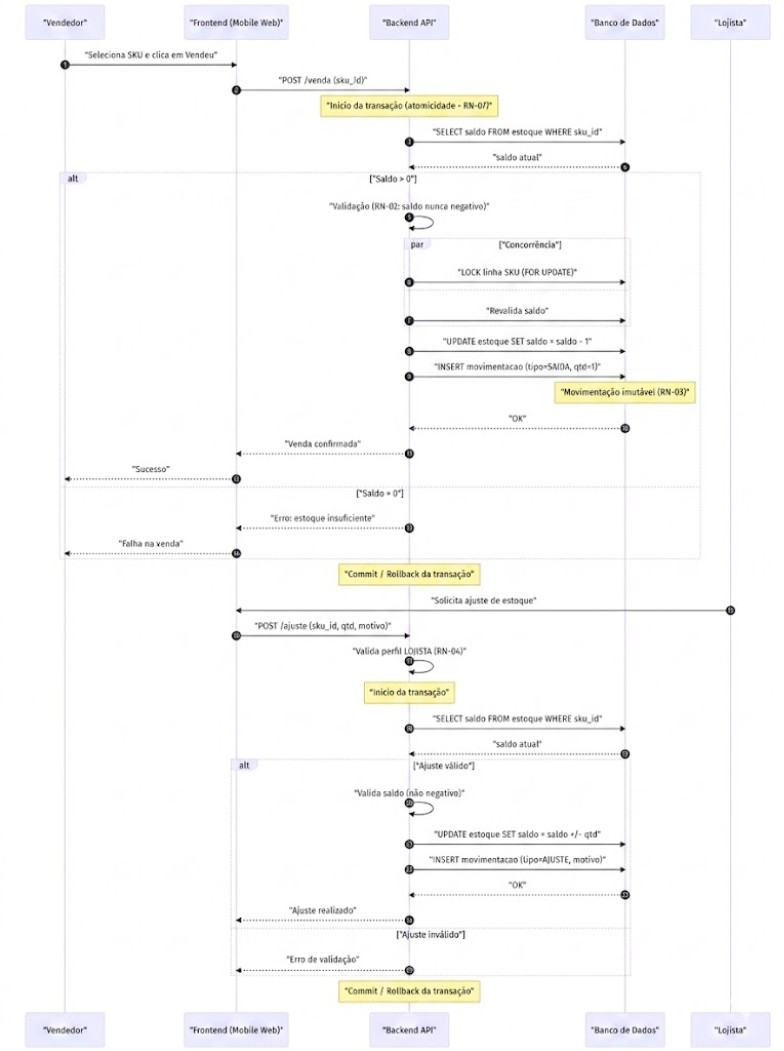 "Vendedor" "Frontend (Mobile Web)" "Backend API" "Banco de Dados" "Lojista"
"Seleciona SKU e clica em Vendeu"
1
"POST /venda (sku_id)"
2
"Início da transação (atomicidade - RN-07)"
"SELECT saldo FROM estoque WHERE sku_id"
"saldo atual"
alt ["Saldo > 0"]
"Validação (RN-02: saldo nunca negativo)"
5
par ["Concorrência"]
"LOCK linha SKU (FOR UPDATE)"
"Revalida saldo"
7
"UPDATE estoque SET saldo = saldo - 1"
8
"INSERT movimentacao (tipo=SAIDA, qtd=1)"
9
"Movimentação imutável (RN-03)"
"OK"
"Venda confirmada"
11
"Sucesso"
["Saldo = 0"]
"Erro: estoque insuficiente"
"Falha na venda"
"Commit / Rollback da transação"
"Solicita ajuste de estoque"
"POST /ajuste (sku_id, qtd, motivo)"
"Valida perfil LOJISTA (RN-04)"
"Início da transação"
"SELECT saldo FROM estoque WHERE sku_id"
"saldo atual"
alt ["Ajuste válido"]
"Valida saldo (não negativo)"
"UPDATE estoque SET saldo = saldo +/- qtd"
"INSERT movimentacao (tipo=AJUSTE, motivo)"
"OK"
"Ajuste realizado"
["Ajuste inválido"]
"Erro de validação"
"Commit / Rollback da transação"
"Vendedor" "Frontend (Mobile Web)" "Backend API" "Banco de Dados" "Lojista"